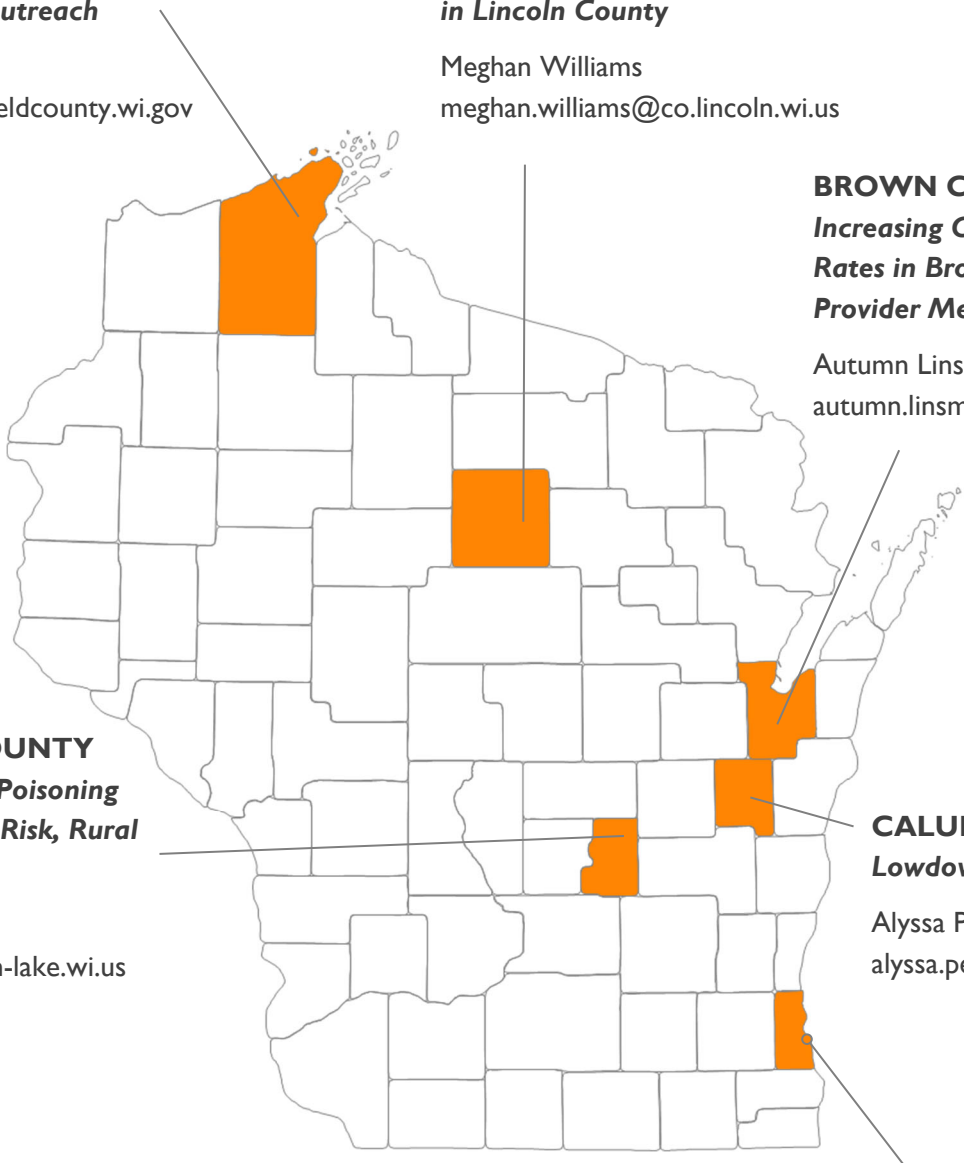 utreach
eldcounty.wi.gov
in Lincoln County
Meghan Williams
meghan.williams@co.lincoln.wi.us
BROWN C
Increasing C
Rates in Bro
Provider Me
Autumn Lins
autumn.linsm
OUNTY
Poisoning
Risk, Rural
n-lake.wi.us
CALU
Lowdov
Alyssa P
alyssa.pe